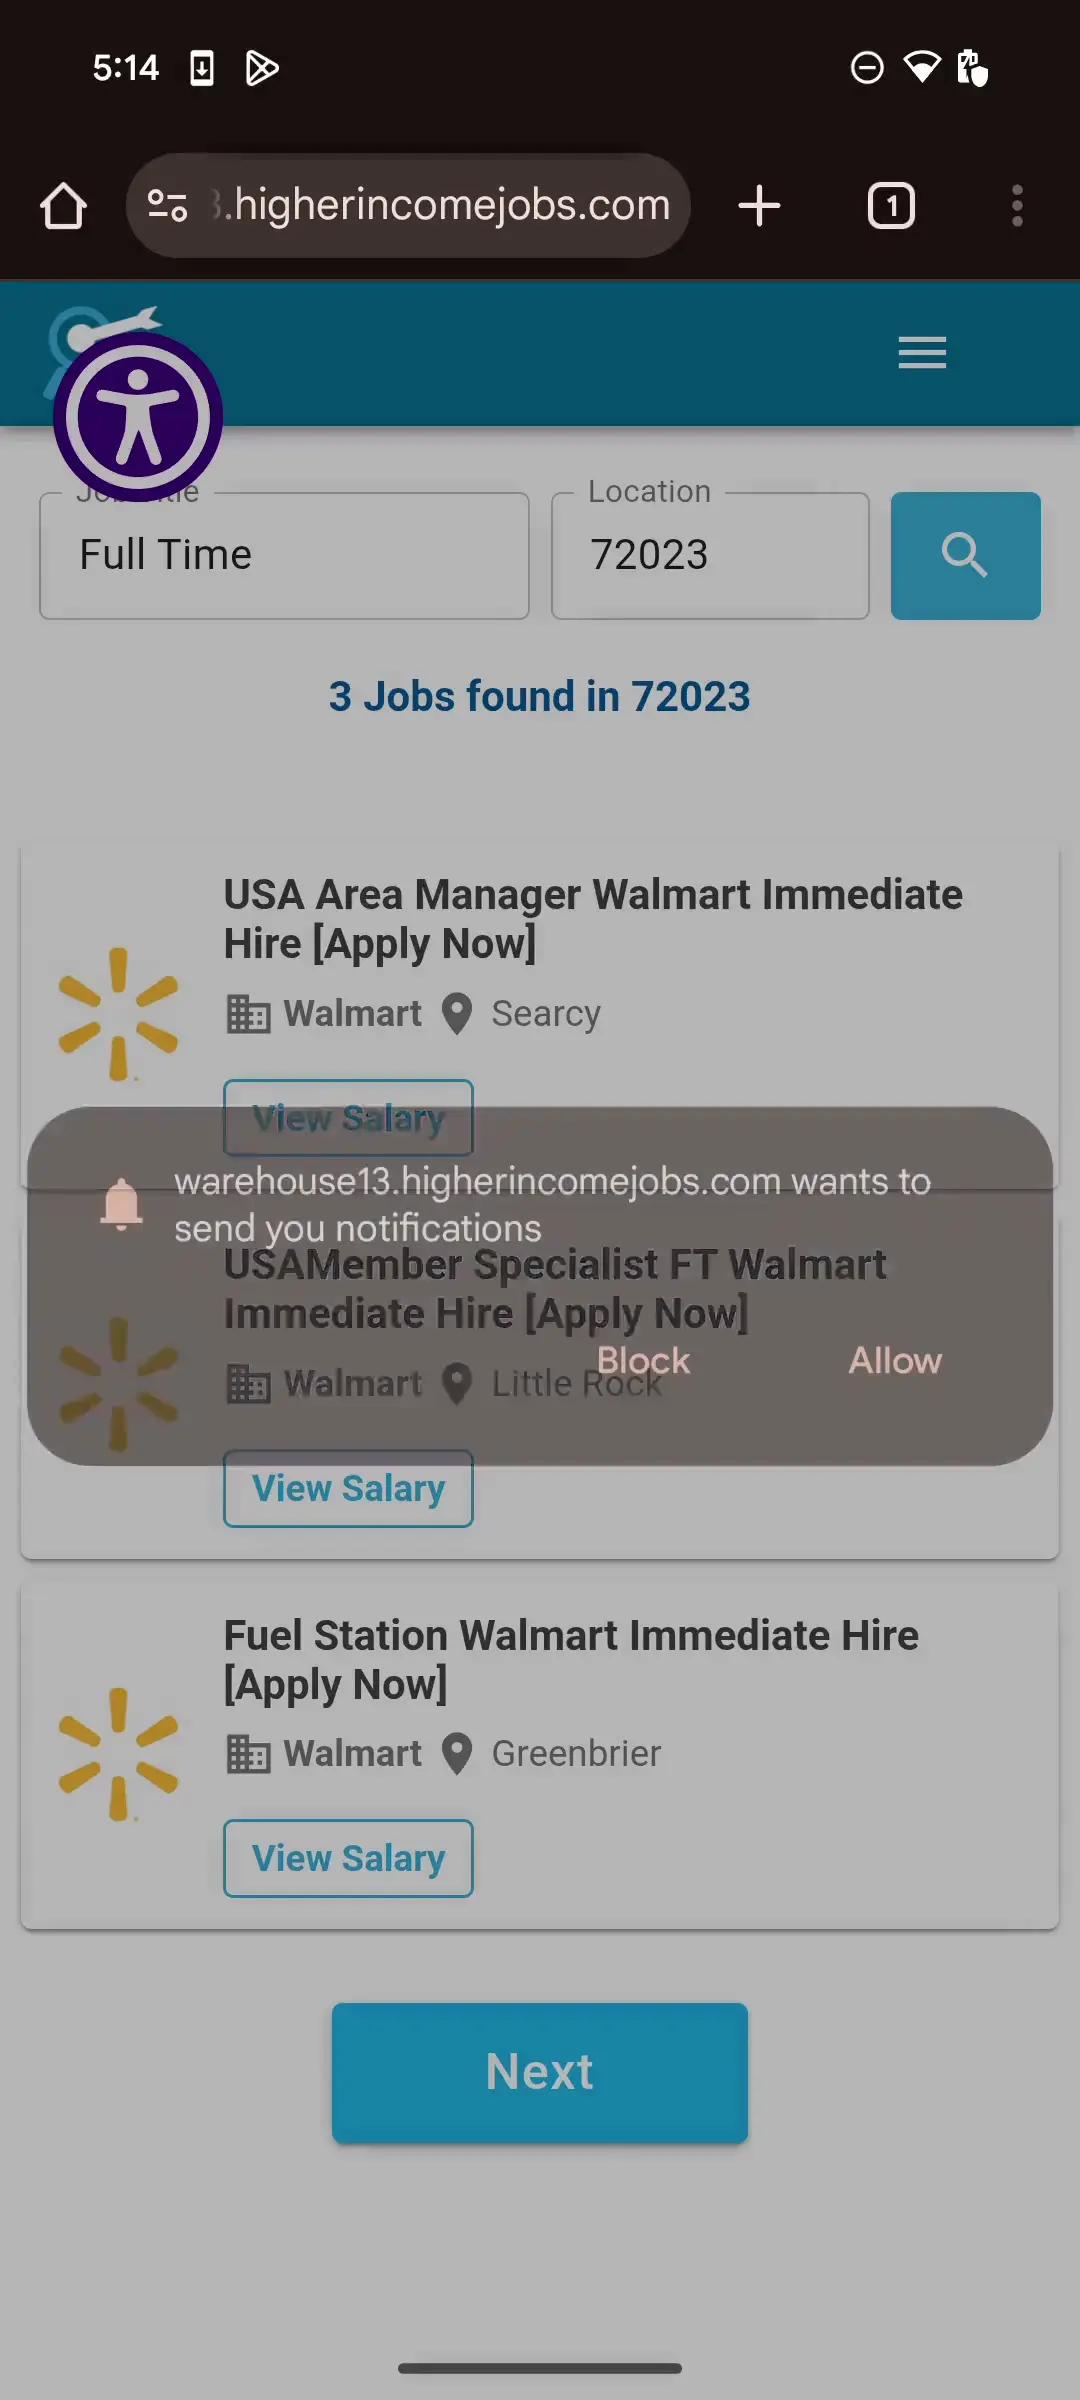 5:14
.higherincomejobs.com
1
Location
Full Time
72023
3 Jobs found in 72023
USA Area Manager Walmart Immediate
Hire [Apply Now]
Walmart Searcy
View Salary
warehouse13.higherincomejobs.com wants to
send you notifications
USAMember Specialist FT Walmart
Immediate Hire [Apply Now]
Block Allow
Walmart Little Rock
View Salary
Fuel Station Walmart Immediate Hire
[Apply Now]
Walmart Greenbrier
View Salary
Next